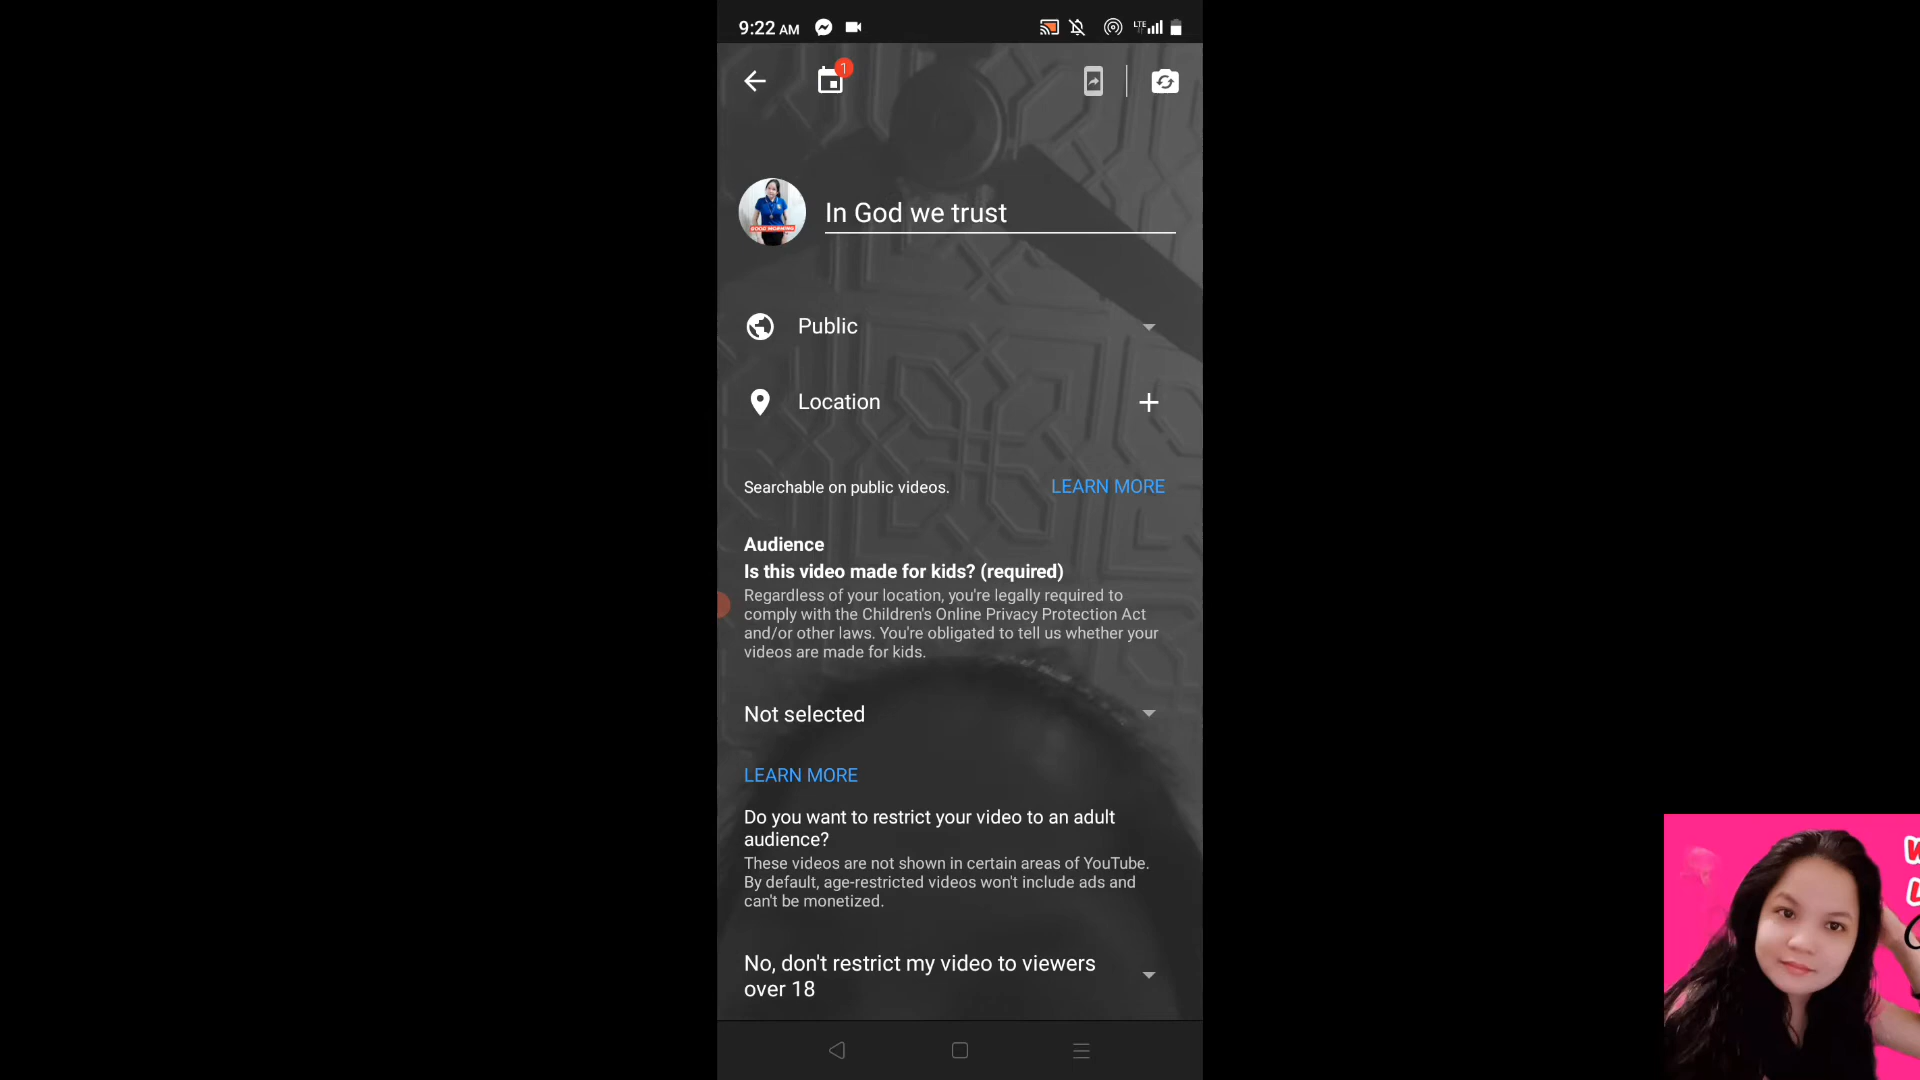 9:22 AM
LTE
1
GOOD MORNING
In God we trust
Public
Location
Searchable on public videos.
LEARN MORE
Audience
Is this video made for kids? (required)
Regardless of your location, you're legally required to
comply with the Children's Online Privacy Protection Act
and/or other laws. You're obligated to tell us whether your
videos are made for kids.
Not selected
LEARN MORE
Do you want to restrict your video to an adult
audience?
These videos are not shown in certain areas of YouTube.
By default, age-restricted videos won't include ads and
can't be monetized.
No, don't restrict my video to viewers
over 18